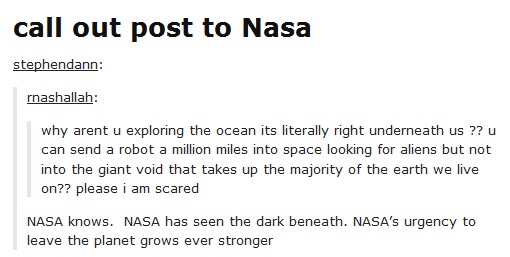 call out post to Nasa
stephendann:
rnashallah:
why arent u exploring the ocean its literally right underneath us ?? u
can send a robot a million miles into space looking for aliens but not
into the giant void that takes up the majority of the earth we live
on?? please i am scared
NASA knows.  NASA has seen the dark beneath. NASA’s urgency to
leave the planet grows ever stronger